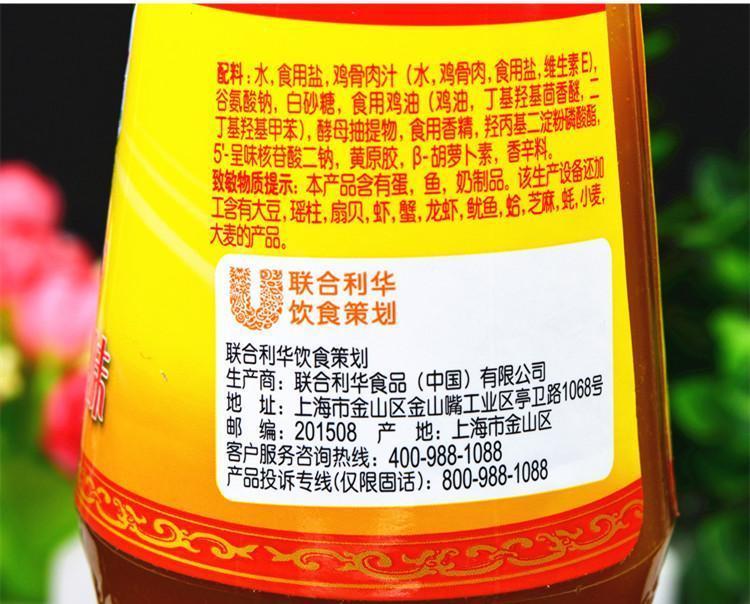 配料：水，食用盐，鸡骨肉汁（水，鸡骨肉，食用盐，维生素E），
谷氨酸钠，白砂糖，食用鸡油（鸡油，丁基羟基茴香醚，二
丁基羟基甲苯），酵母抽提物，食用香精，羟丙基二淀粉磷酸酯，
5'-呈味核苷酸二钠，黄原胶，β-胡萝卜素，香辛料。
致敏物质提示：本产品含有蛋，鱼，奶制品。该生产设备还加
工含有大豆，瑶柱，扇贝，虾，蟹，龙虾，鱿鱼，蛤，芝麻，蚝，小麦，
大麦的产品。
联合利华
饮食策划
联合利华饮食策划
生产商：联合利华食品（中国）有限公司
地 址：上海市金山区金山嘴工业区亭卫路1068号
邮 编：201508 产 地：上海市金山区
客户服务咨询热线：400-988-1088
产品投诉专线(仅限固话)：800-988-1088